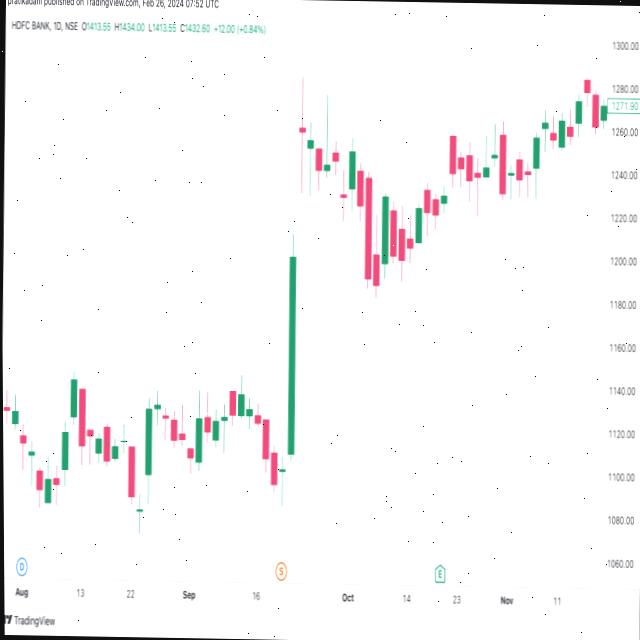 pratikadam published on TradingView.com, Feb 26, 2024 07:52 UTC
HDFC BANK, 1D, NSE O1413.55 H1434.00 L1413.55 C1432.60 +12.00 (+0.84%)
1300.00
1280.00
1271.90
1260.00
1240.00
1220.00
1200.00
1180.00
1160.00
1140.00
1120.00
1100.00
1080.00
1060.00
D
S
E
Aug 13 22 Sep 16 Oct 14 23 Nov 11
TradingView